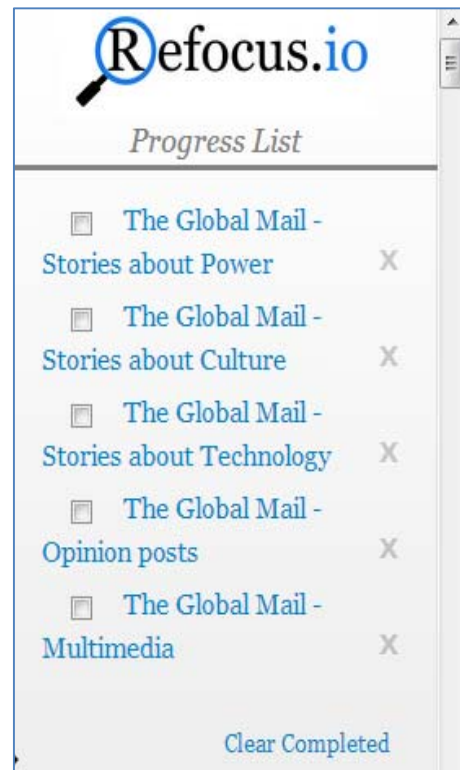 Refocus.io
Progress List
The Global Mail -
Stories about Power X
The Global Mail -
Stories about Culture X
The Global Mail -
Stories about Technology X
The Global Mail -
Opinion posts X
The Global Mail -
Multimedia X
Clear Completed